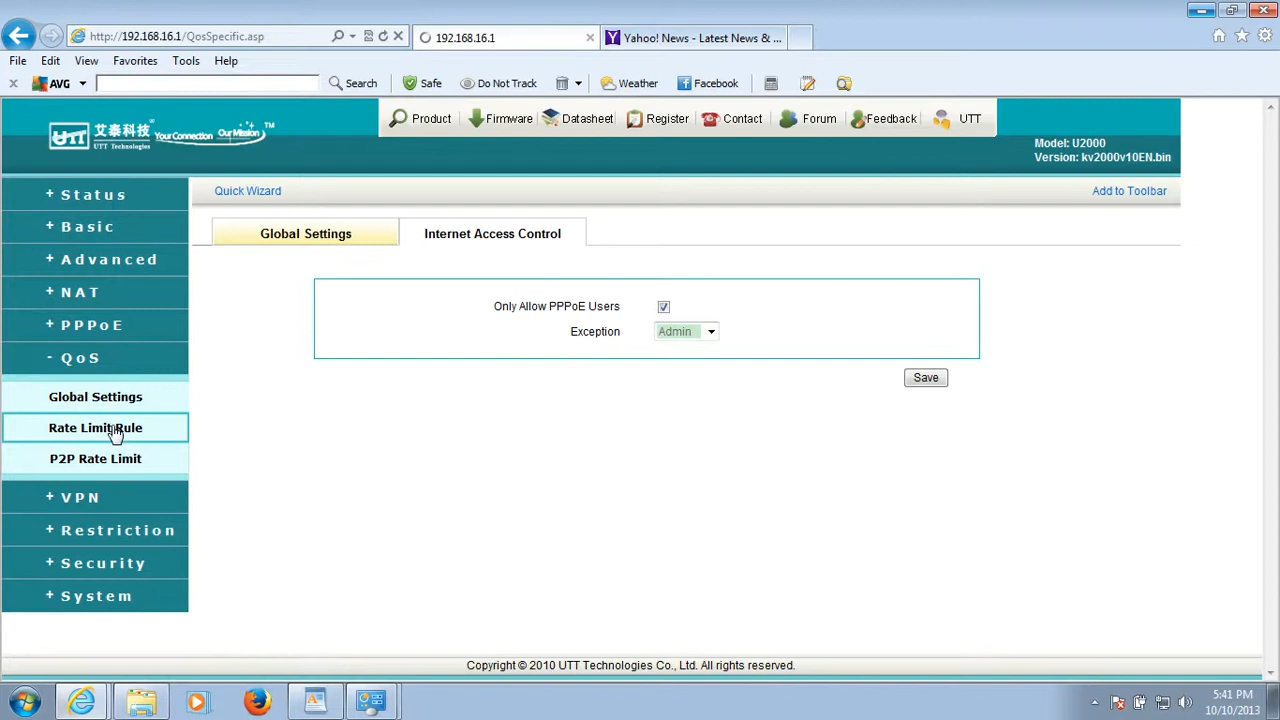 http://192.168.16.1/QosSpecific.asp
192.168.16.1
Yahoo! News - Latest News & ...
File Edit View Favorites Tools Help
AVG Search Safe Do Not Track Weather Facebook
UTT 艾泰科技 Your Connection Our Mission TM
UTT Technologies
Product Firmware Datasheet Register Contact Forum Feedback UTT
Model: U2000
Version: kv2000v10EN.bin
Quick Wizard
Add to Toolbar
+ Status
+ Basic
+ Advanced
+ NAT
+ PPPoE
- QoS
Global Settings
Rate Limit Rule
P2P Rate Limit
+ VPN
+ Restriction
+ Security
+ System
Global Settings
Internet Access Control
Only Allow PPPoE Users
Exception Admin
Save
Copyright © 2010 UTT Technologies Co., Ltd. All rights reserved.
5:41 PM
10/10/2013